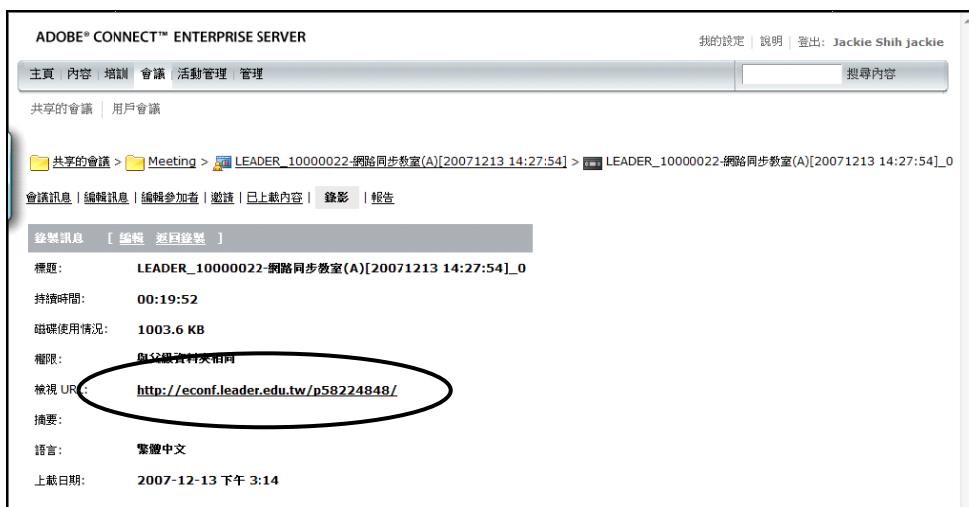 ADOBE® CONNECT™ ENTERPRISE SERVER
我的設定 | 說明 | 登出: Jackie Shih jackie
主頁 內容 培訓 會議 活動管理 管理 搜尋內容
共享的會議 | 用戶會議
共享的會議 > Meeting > LEADER_10000022-網路同步教室(A)[20071213 14:27:54] > LEADER_10000022-網路同步教室(A)[20071213 14:27:54]_0
會議訊息 | 編輯訊息 | 編輯參加者 | 邀請 | 已上載內容 | 錄影 | 報告
錄製訊息 [ 編輯 返回錄製 ]
標題: LEADER_10000022-網路同步教室(A)[20071213 14:27:54]_0
持續時間: 00:19:52
磁碟使用情況: 1003.6 KB
權限: 與父級資料夾相同
檢視 URL: http://econf.leader.edu.tw/p58224848/
摘要:
語言: 繁體中文
上載日期: 2007-12-13 下午 3:14